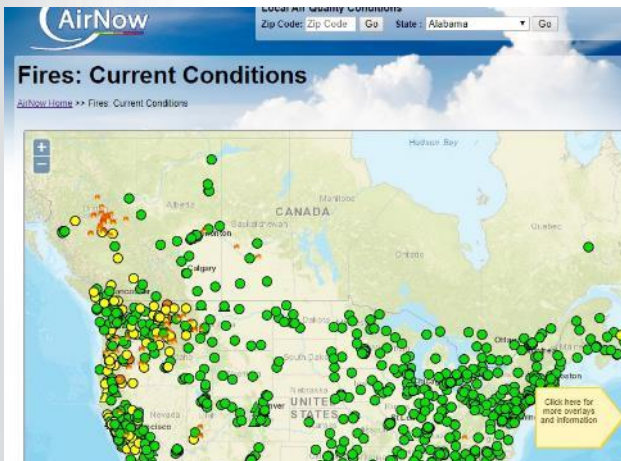 AirNow
Local Air Quality Conditions
Zip Code: Zip Code Go State : Alabama Go
Fires: Current Conditions
AirNow Home >> Fires: Current Conditions
+
−
Hudson Bay
Alberta
Manitoba
CANADA
Saskatchewan
Quebec
Ontario
Calgary
South Dakota
Nebraska
UNITED
STATES
Nevada
Click here for
more overlays
and information